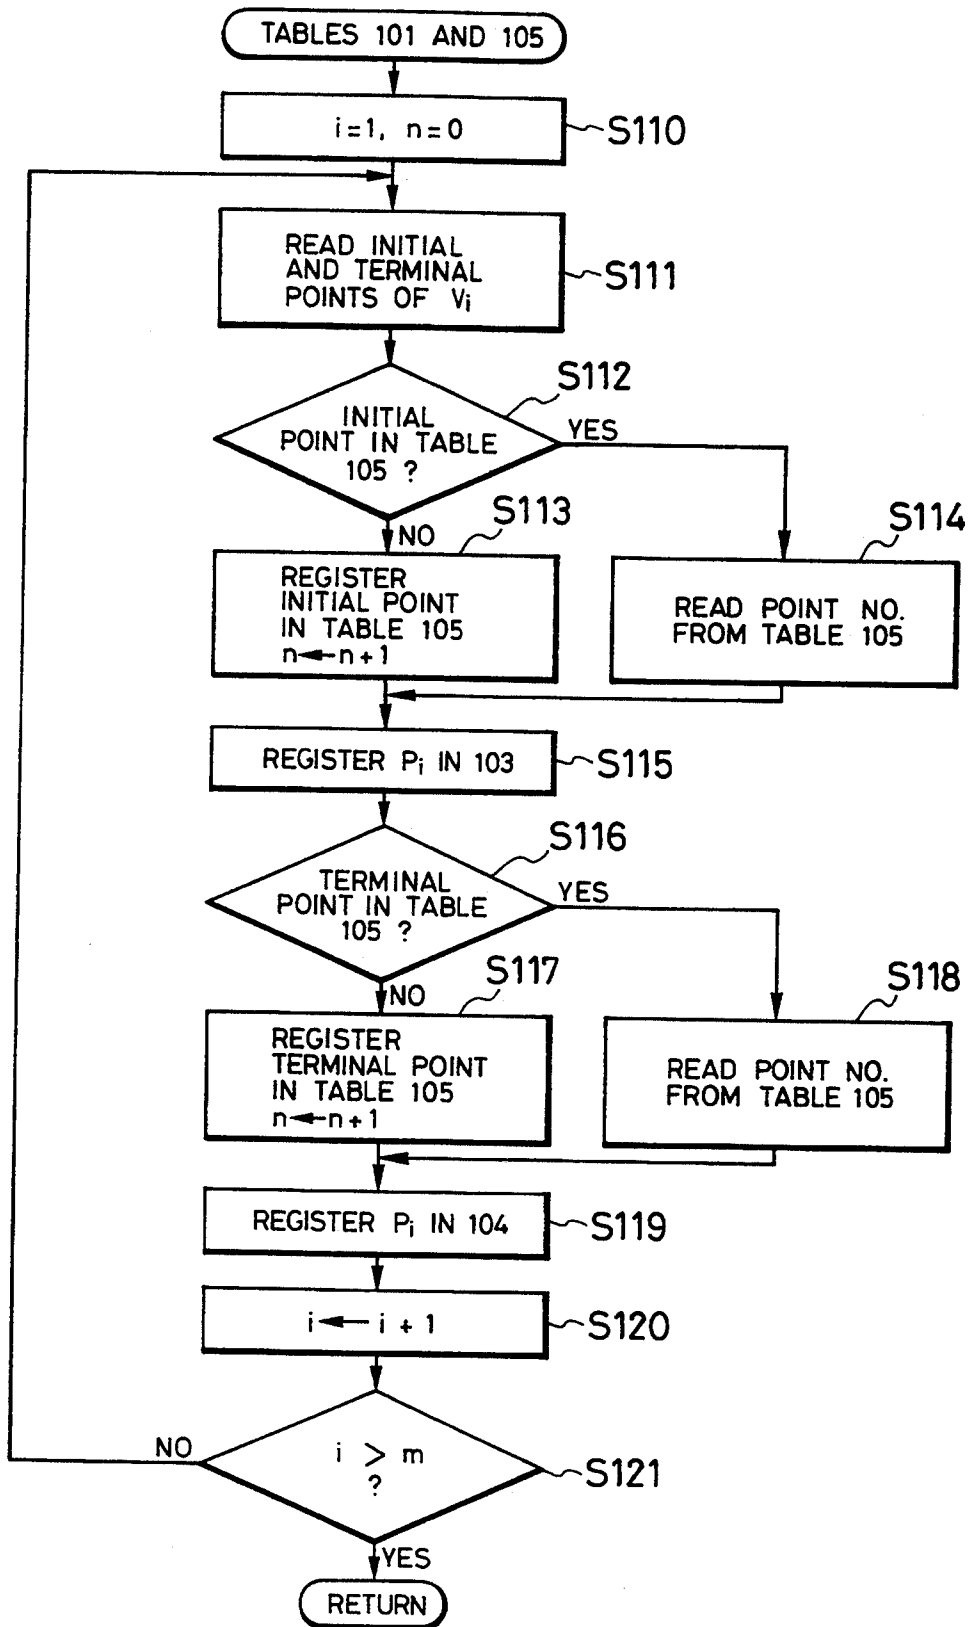 TABLES 101 AND 105
i=1, n=0
S110
READ INITIAL
AND TERMINAL
POINTS OF Vi
S111
S112
INITIAL
POINT IN TABLE
105 ?
YES
NO
S113
REGISTER
INITIAL POINT
IN TABLE 105
n←n+1
S114
READ POINT NO.
FROM TABLE 105
REGISTER Pi IN 103
S115
S116
TERMINAL
POINT IN TABLE
105 ?
YES
NO
S117
REGISTER
TERMINAL POINT
IN TABLE 105
n←n+1
S118
READ POINT NO.
FROM TABLE 105
REGISTER Pi IN 104
S119
i← i + 1
S120
NO
i > m
?
S121
YES
RETURN